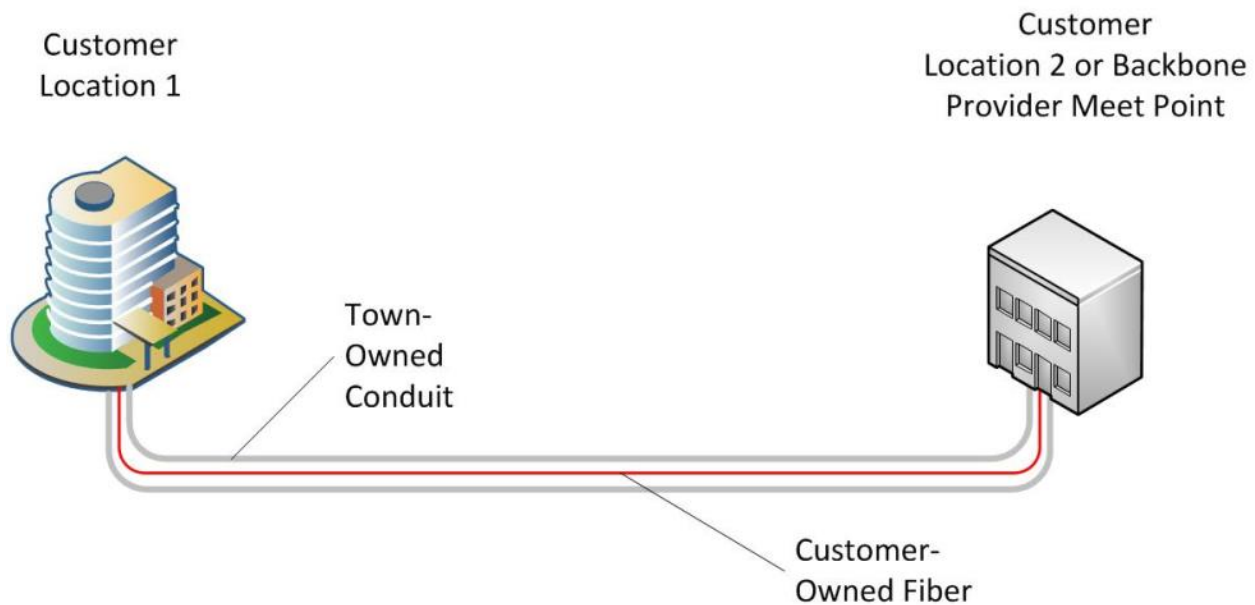 Customer
Location 1
Customer
Location 2 or Backbone
Provider Meet Point
Town-
Owned
Conduit
Customer-
Owned Fiber